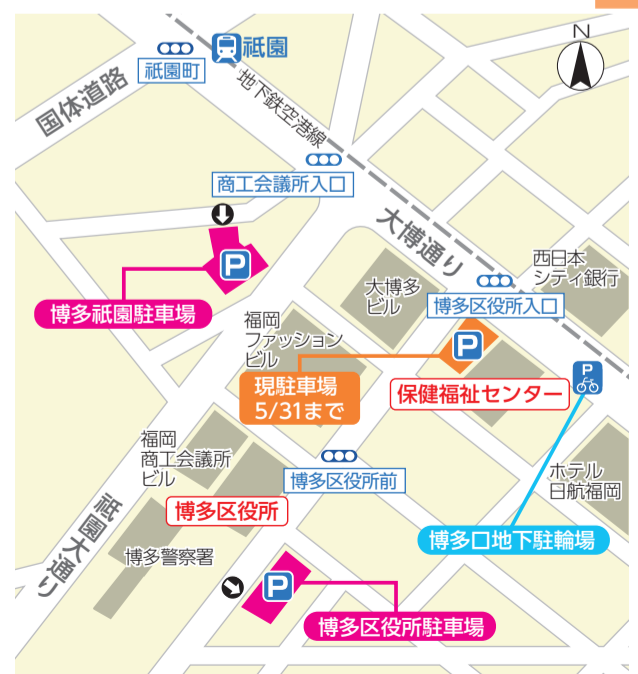 祇園
祇園町
国体道路
地下鉄空港線
N
商工会議所入口
大博通り
西日本
シティ銀行
P
博多祇園駐車場
大博多
ビル
博多区役所入口
福岡
ファッション
ビル
P
P
現駐車場
5/31まで
保健福祉センター
福岡
商工会議所
ビル
博多区役所前
ホテル
日航福岡
博多区役所
祇園大通り
博多口地下駐輪場
博多警察署
P
博多区役所駐車場